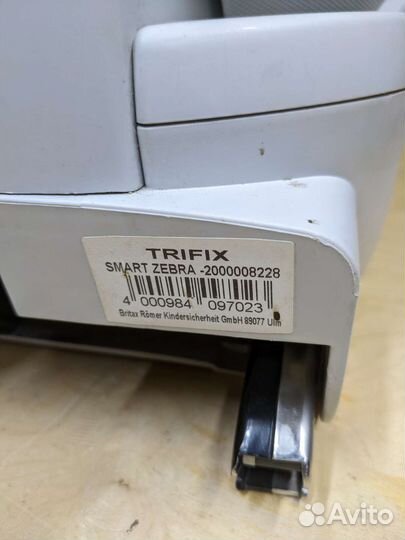 TRIFIX
SMART ZEBRA -2000008228
4 000984 097023
Britax Römer Kindersicherheit GmbH 89077 Ulm
Avito